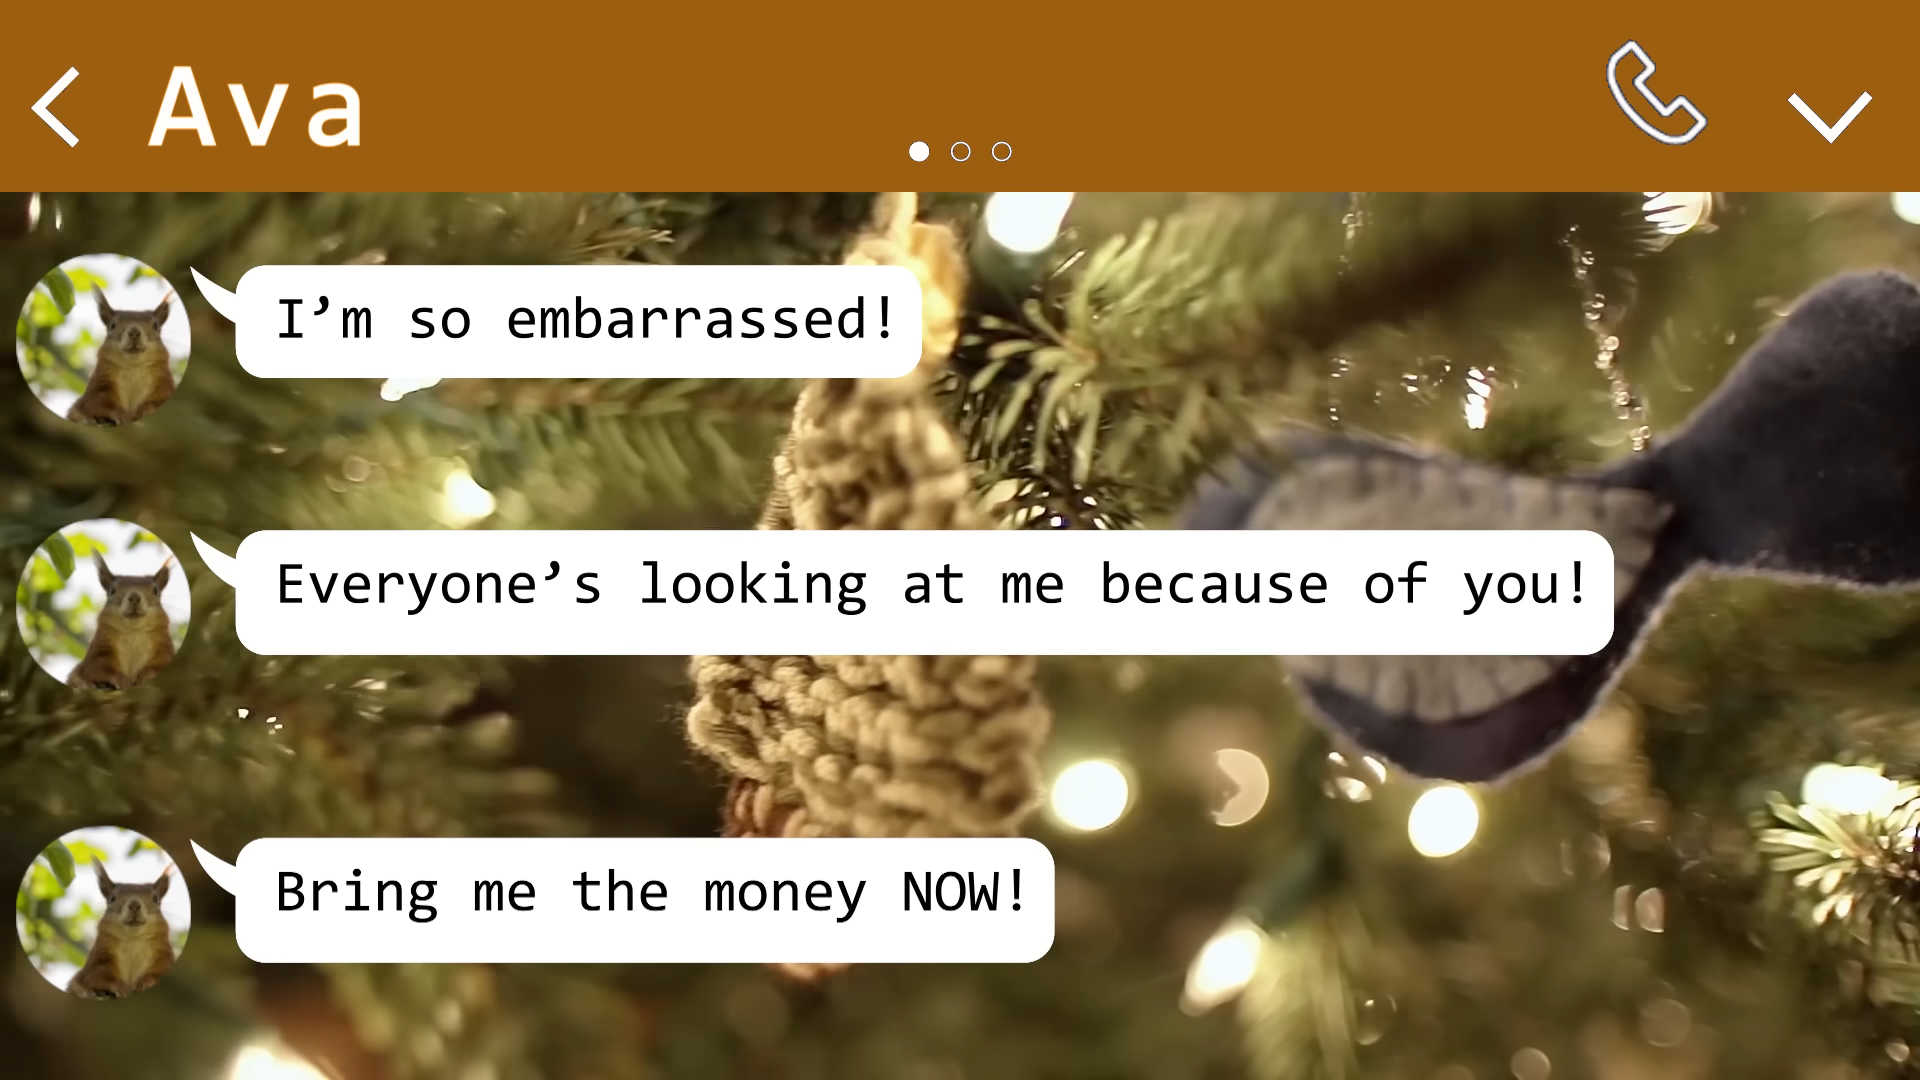 Ava
I’m so embarrassed!
Everyone’s looking at me because of you!
Bring me the money NOW!